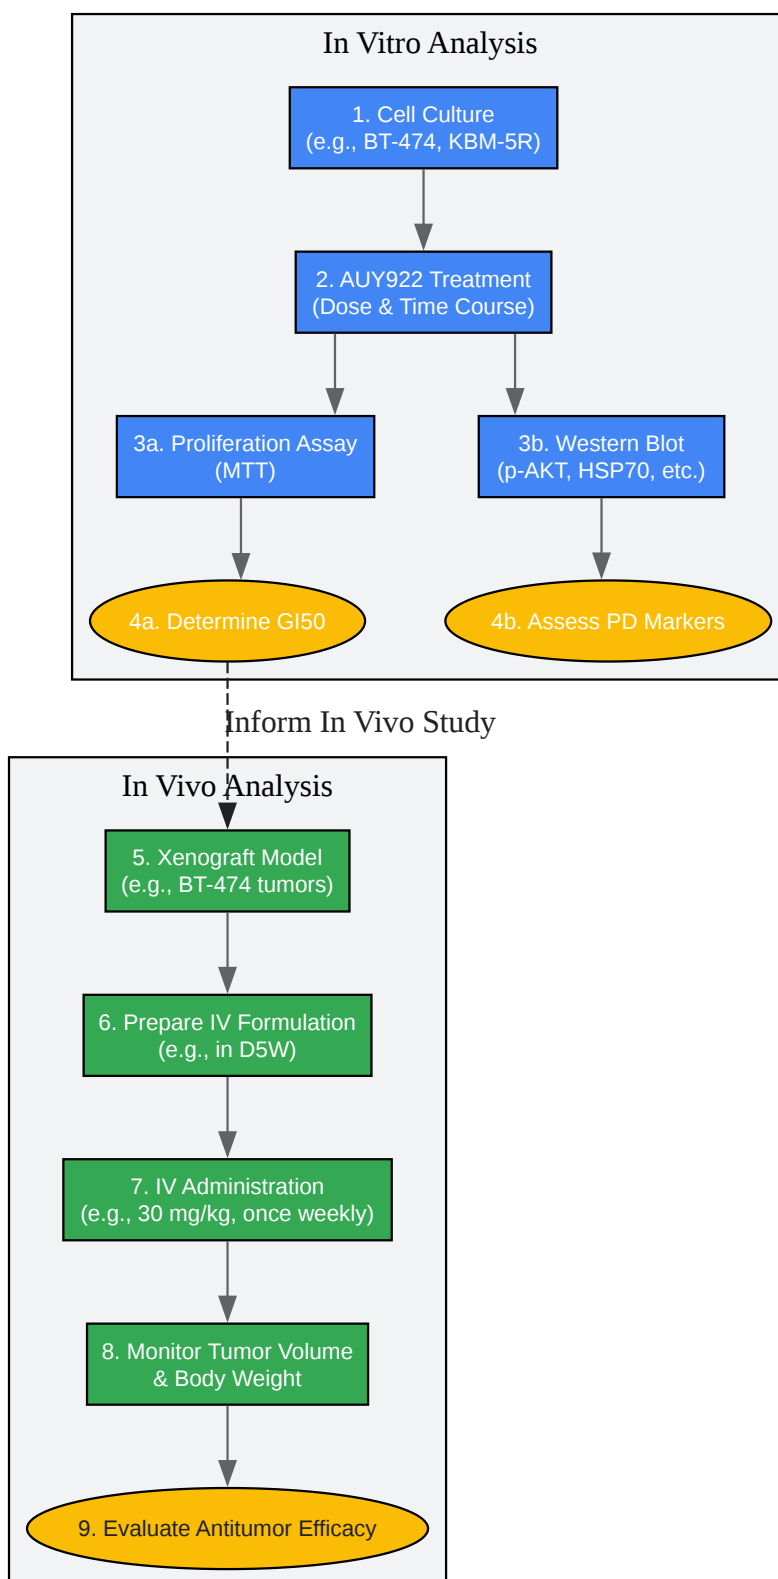 In Vitro Analysis
1. Cell Culture
(e.g., BT-474, KBM-5R)
2. AUY922 Treatment
(Dose & Time Course)
3a. Proliferation Assay
(MTT)
3b. Western Blot
(p-AKT, HSP70, etc.)
4a. Determine GI50
4b. Assess PD Markers
Inform In Vivo Study
In Vivo Analysis
5. Xenograft Model
(e.g., BT-474 tumors)
6. Prepare IV Formulation
(e.g., in D5W)
7. IV Administration
(e.g., 30 mg/kg, once weekly)
8. Monitor Tumor Volume
& Body Weight
9. Evaluate Antitumor Efficacy